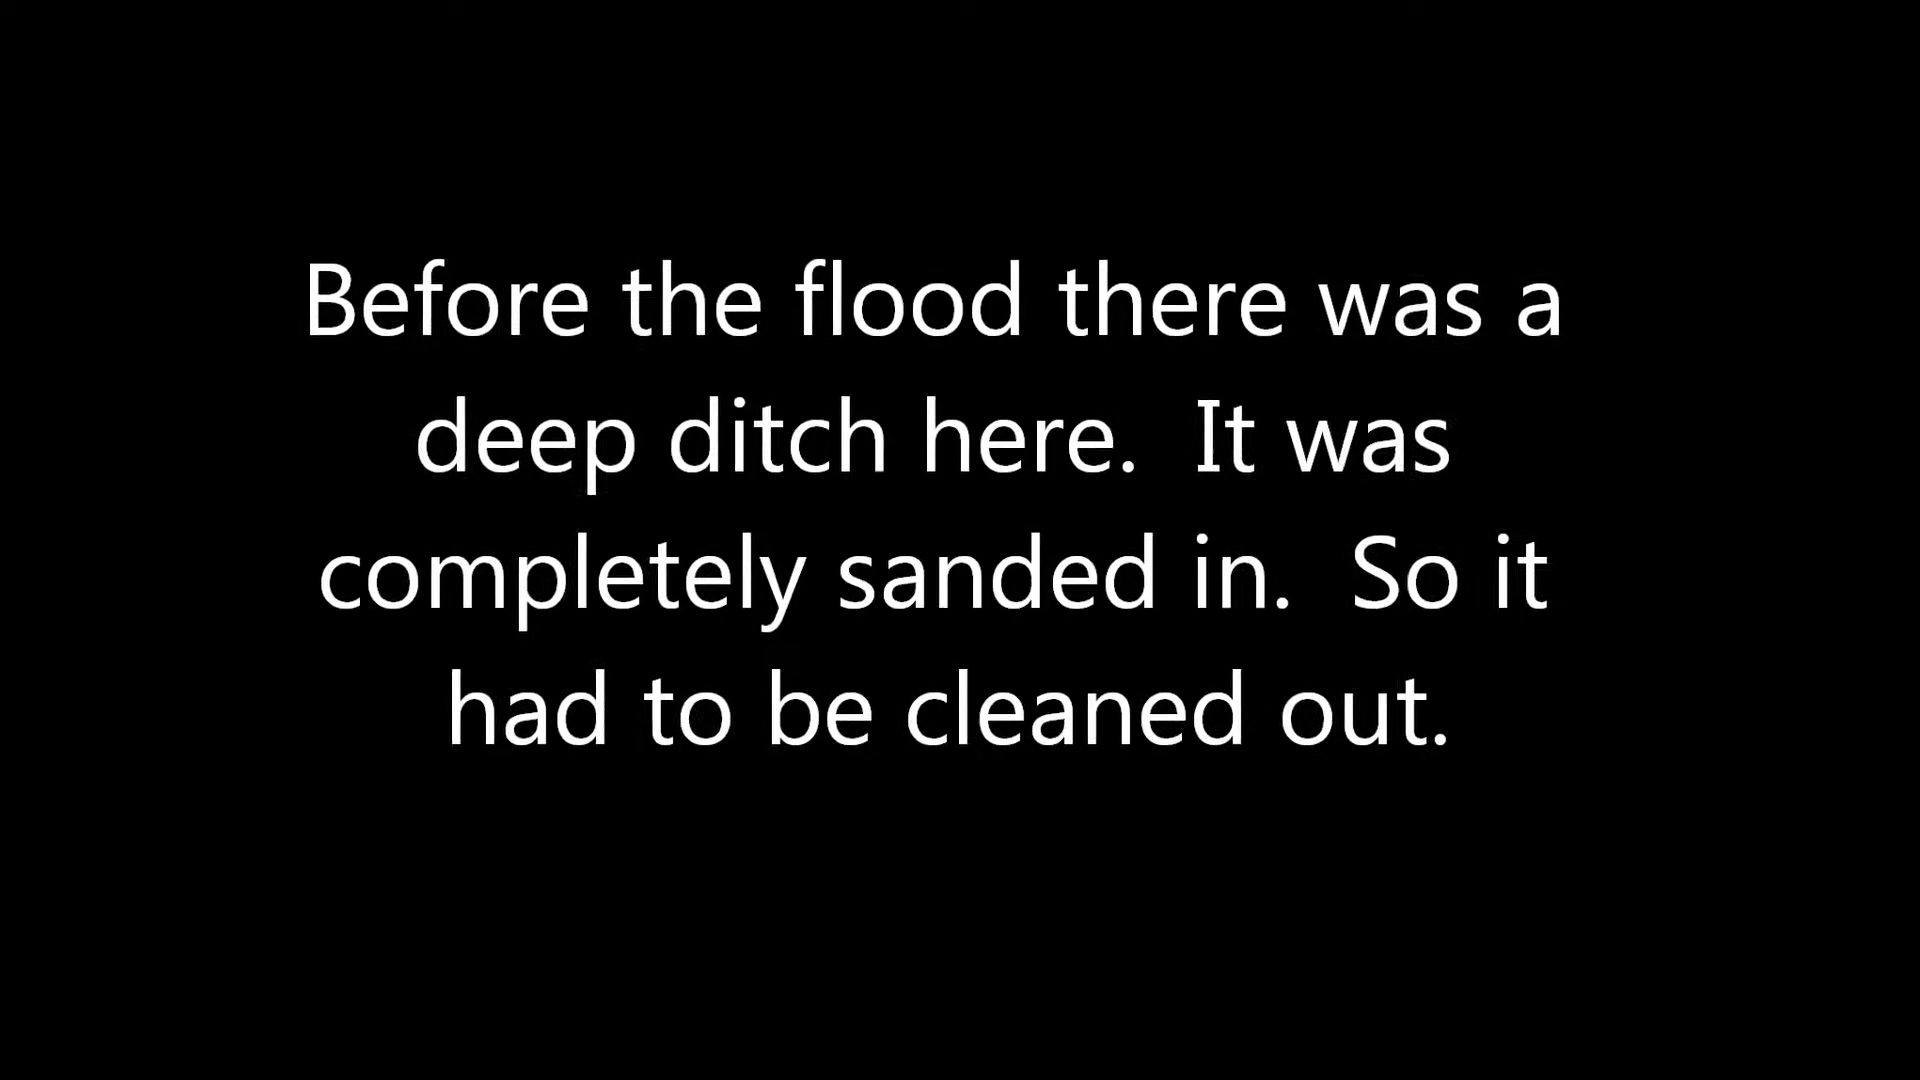 Before the flood there was a
deep ditch here.  It was
completely sanded in.  So it
had to be cleaned out.